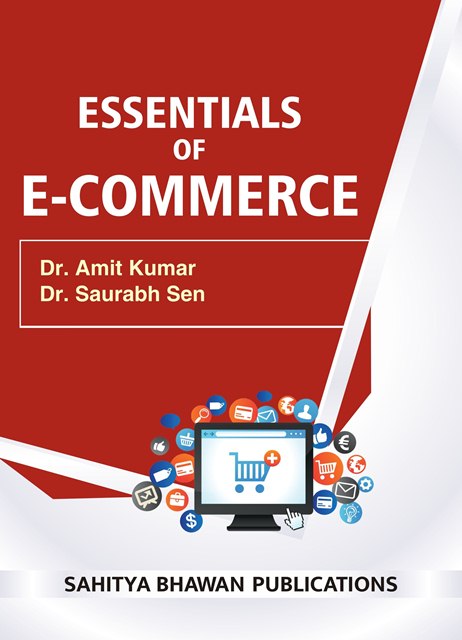 ESSENTIALS
OF
E-COMMERCE
Dr. Amit Kumar
Dr. Saurabh Sen
$
€
SAHITYA BHAWAN PUBLICATIONS